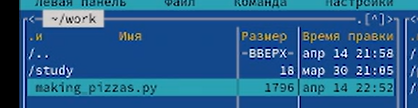 Левая панель Файл Команда Настройки
<─ ~/work .[^]>
.и Имя Размер Время правки
/.. -ВВЕРХ- апр 14 21:58
/study 18 мар 30 21:05
making_pizzas.py 1796 апр 14 22:52